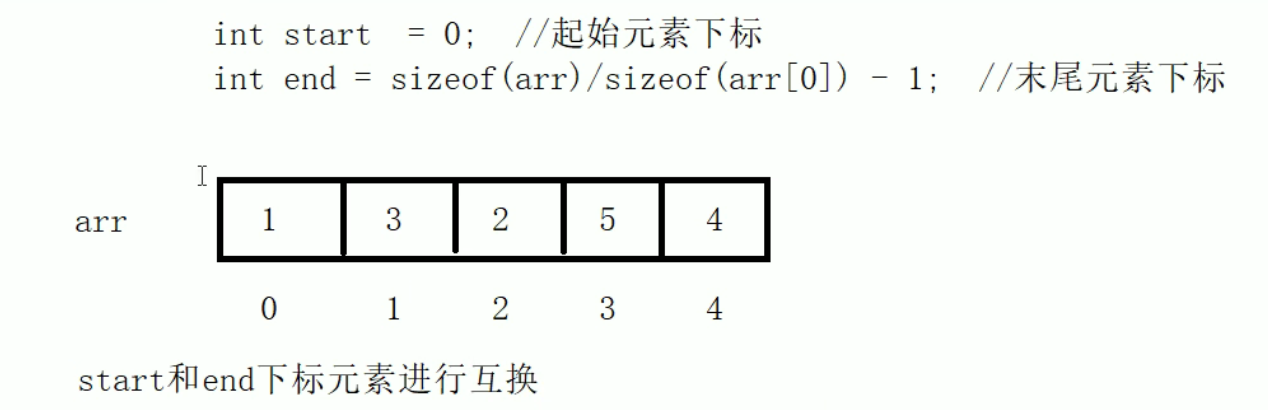 int start = 0; //起始元素下标
int end = sizeof(arr)/sizeof(arr[0]) - 1; //末尾元素下标
arr 1 3 2 5 4
0 1 2 3 4
start和end下标元素进行互换